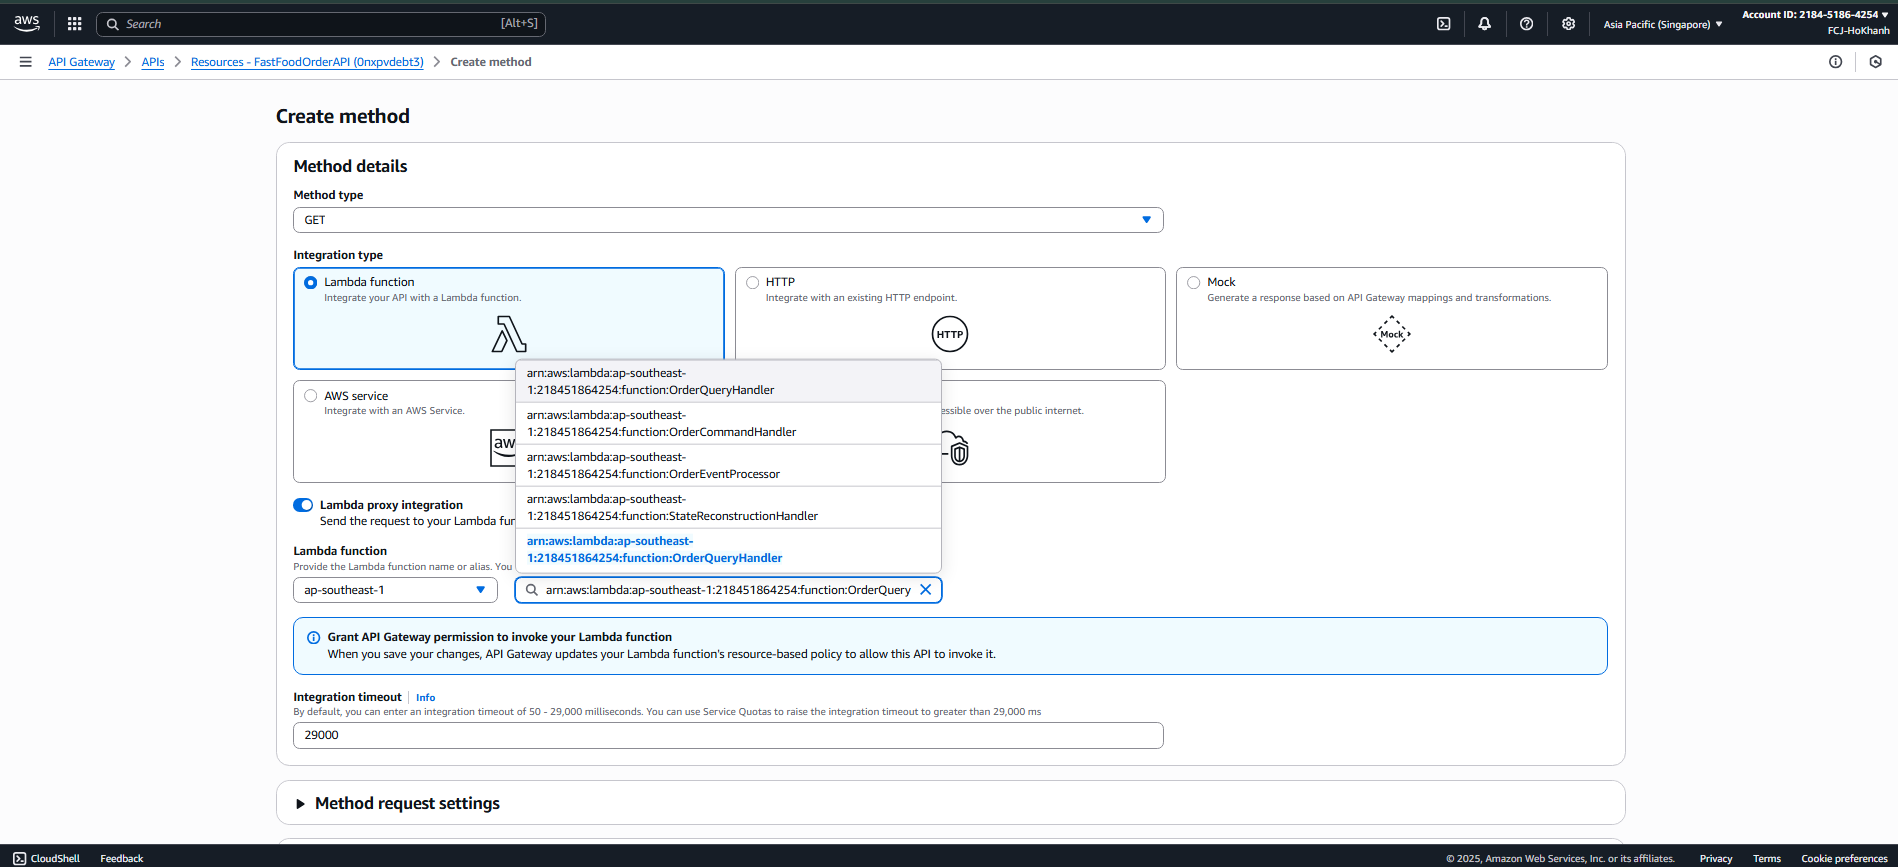 aws
Search
[Alt+S]
Asia Pacific (Singapore)
Account ID: 2184-5186-4254
FCJ-HoKhanh
API Gateway
APIs
Resources - FastFoodOrderAPI (0nxpvdebt3)
Create method
Create method
Method details
Method type
GET
Integration type
Lambda function
Integrate your API with a Lambda function.
HTTP
Integrate with an existing HTTP endpoint.
HTTP
Mock
Generate a response based on API Gateway mappings and transformations.
Mock
AWS service
Integrate with an AWS Service.
aw
essible over the public internet.
arn:aws:lambda:ap-southeast-
1:218451864254:function:OrderQueryHandler
arn:aws:lambda:ap-southeast-
1:218451864254:function:OrderCommandHandler
arn:aws:lambda:ap-southeast-
1:218451864254:function:OrderEventProcessor
arn:aws:lambda:ap-southeast-
1:218451864254:function:StateReconstructionHandler
arn:aws:lambda:ap-southeast-
1:218451864254:function:OrderQueryHandler
Lambda proxy integration
Send the request to your Lambda fun
Lambda function
Provide the Lambda function name or alias. You
ap-southeast-1
arn:aws:lambda:ap-southeast-1:218451864254:function:OrderQuery
Grant API Gateway permission to invoke your Lambda function
When you save your changes, API Gateway updates your Lambda function's resource-based policy to allow this API to invoke it.
Integration timeout
Info
By default, you can enter an integration timeout of 50 - 29,000 milliseconds. You can use Service Quotas to raise the integration timeout to greater than 29,000 ms
29000
Method request settings
CloudShell
Feedback
© 2025, Amazon Web Services, Inc. or its affiliates.
Privacy
Terms
Cookie preferences